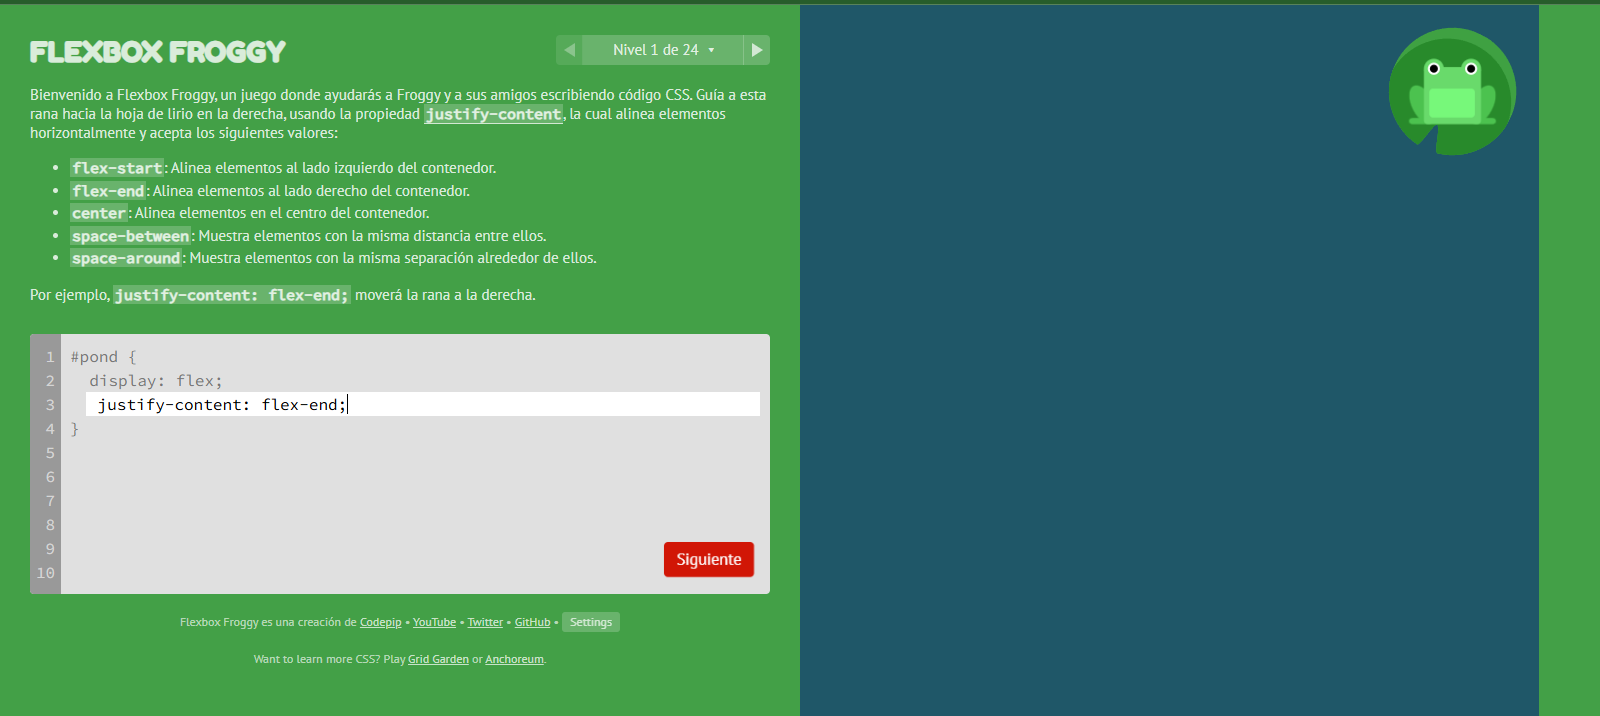 FLEXBOX FROGGY
Nivel 1 de 24
Bienvenido a Flexbox Froggy, un juego donde ayudarás a Froggy y a sus amigos escribiendo código CSS. Guía a esta
rana hacia la hoja de lirio en la derecha, usando la propiedad justify-content, la cual alinea elementos
horizontalmente y acepta los siguientes valores:
• flex-start: Alinea elementos al lado izquierdo del contenedor.
• flex-end: Alinea elementos al lado derecho del contenedor.
• center: Alinea elementos en el centro del contenedor.
• space-between: Muestra elementos con la misma distancia entre ellos.
• space-around: Muestra elementos con la misma separación alrededor de ellos.
Por ejemplo, justify-content: flex-end; moverá la rana a la derecha.
1 #pond {
2 display: flex;
3 justify-content: flex-end;
4 }
5
6
7
8
9
10
Siguiente
Flexbox Froggy es una creación de Codepip • YouTube • Twitter • GitHub • Settings
Want to learn more CSS? Play Grid Garden or Anchoreum.